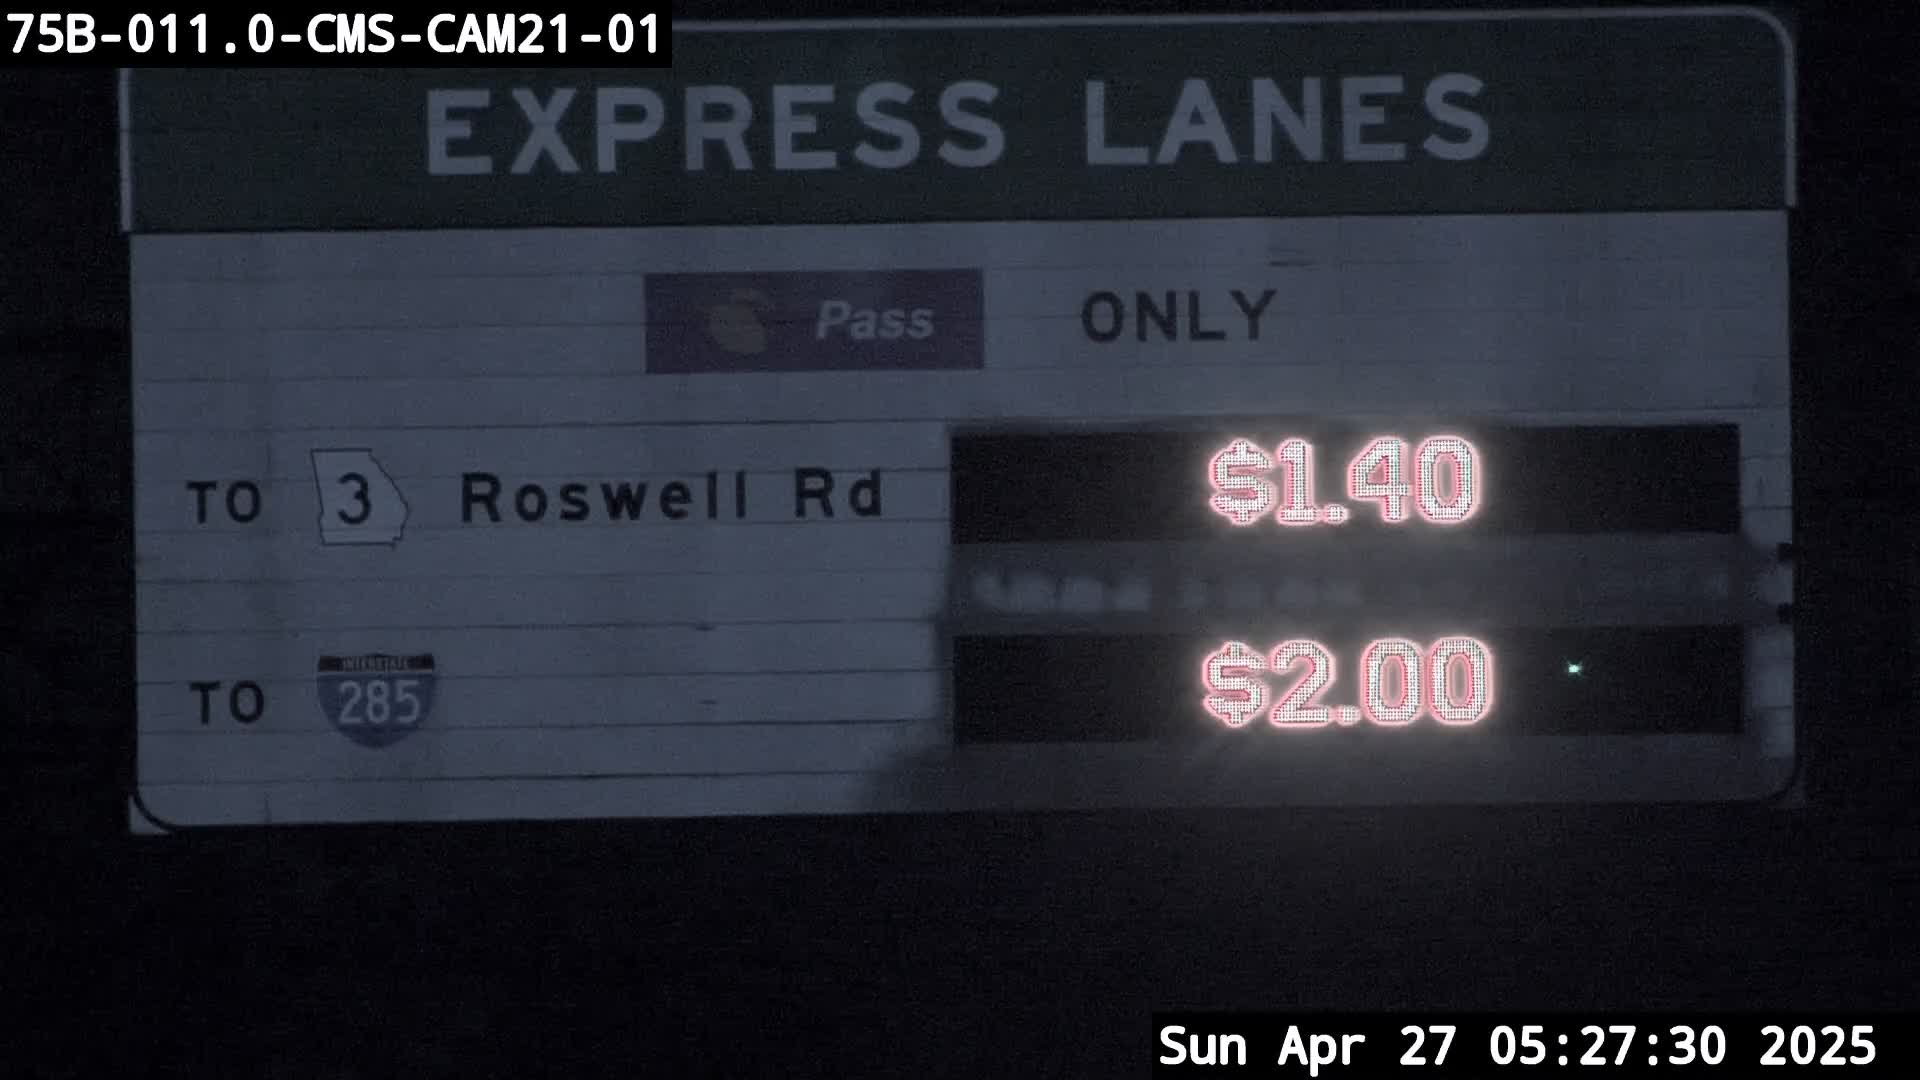 75B-011.0-CMS-CAM21-01
EXPRESS LANES
Pass ONLY
TO 3 Roswell Rd $1.40
TO INTERSTATE 285 $2.00
Sun Apr 27 05:27:30 2025